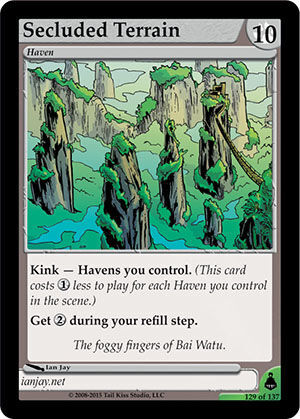 Secluded Terrain 10
Haven
Kink — Havens you control. (This card
costs 1 less to play for each Haven you control
in the scene.)
Get 2 during your refill step.
The foggy fingers of Bai Watu.
Ian Jay
ianjay.net
© 2008-2015 Tail Kiss Studio, LLC
129 of 137